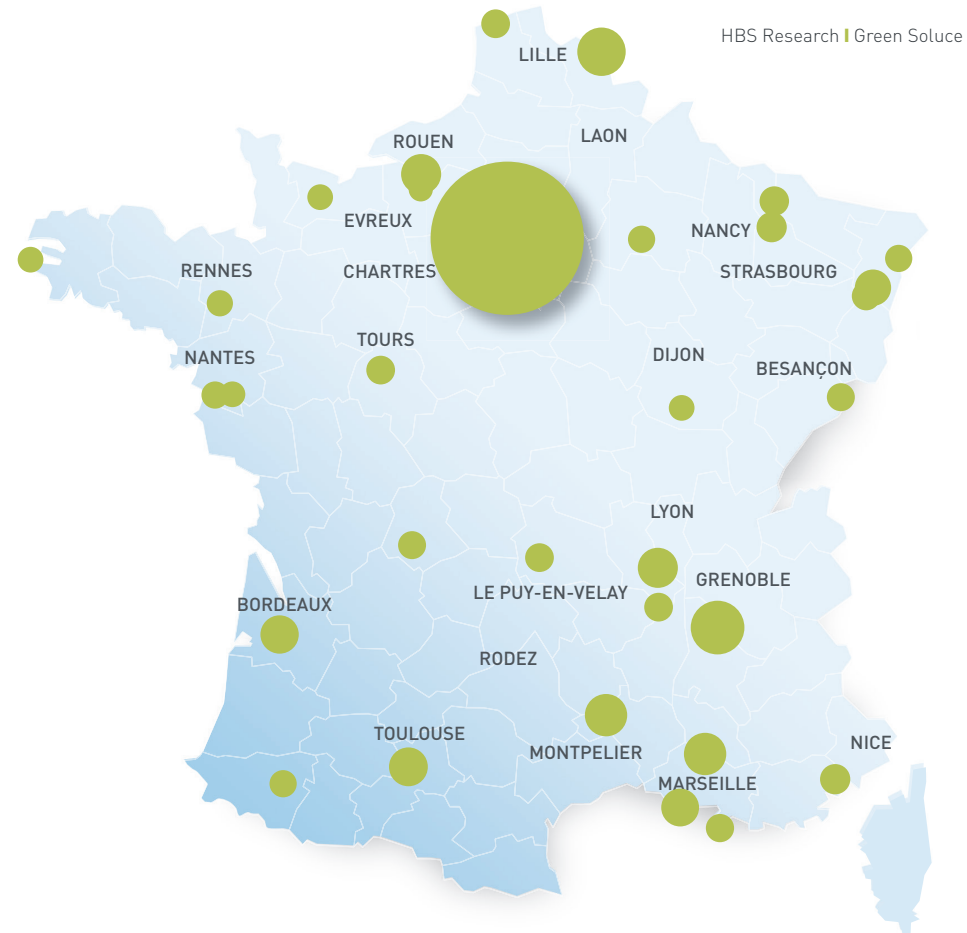 HBS Research I Green Soluce
LILLE
LAON
ROUEN
EVREUX
NANCY
RENNES
CHARTRES
STRASBOURG
TOURS
NANTES
DIJON
BESANÇON
LYON
GRENOBLE
LE PUY-EN-VELAY
BORDEAUX
RODEZ
TOULOUSE
MONTPELIER
NICE
MARSEILLE